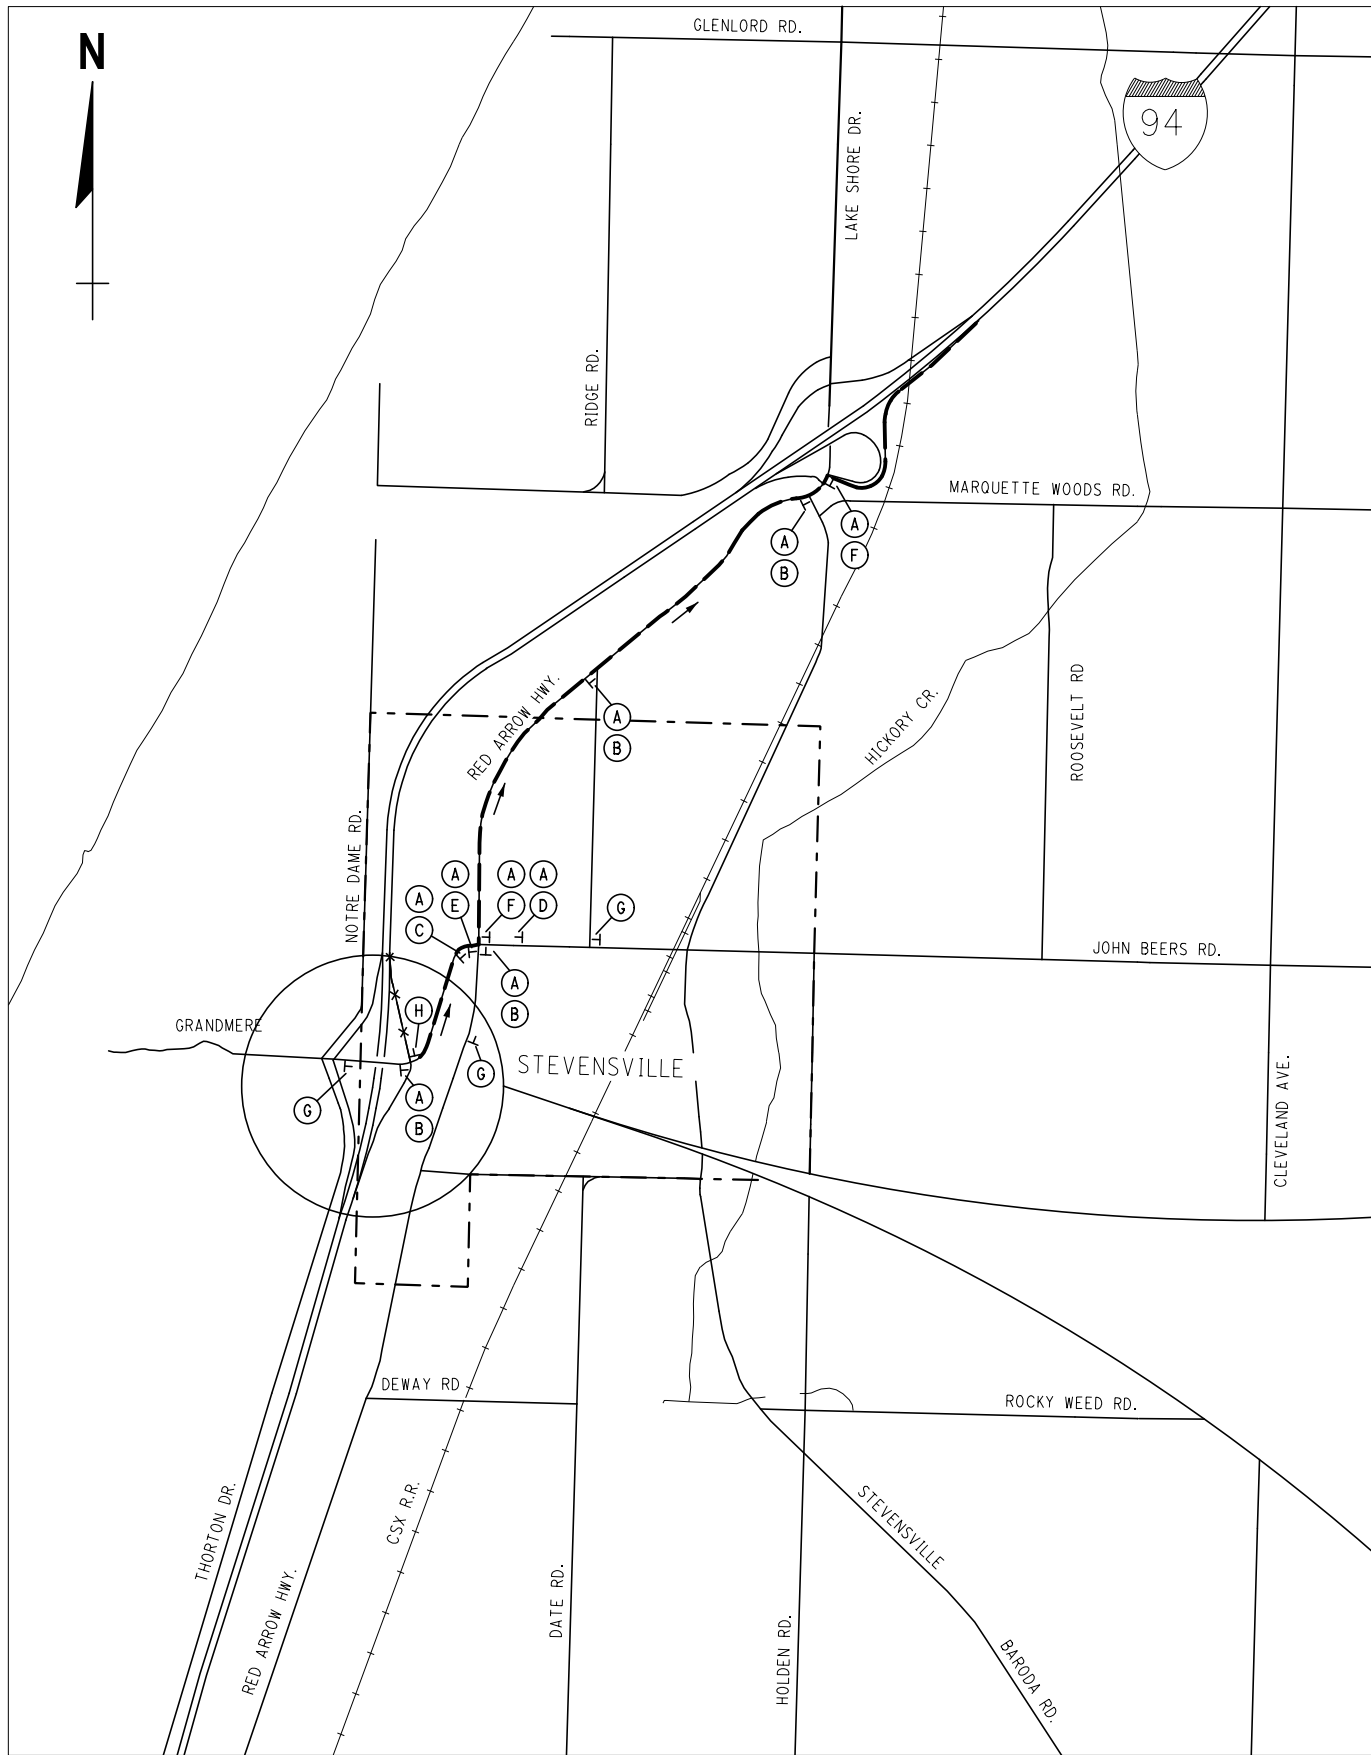 GLENLORD RD.
N
94
LAKE SHORE DR.
RIDGE RD.
MARQUETTE WOODS RD.
A
F
A
B
RED ARROW HWY.
A
B
HICKORY CR.
ROOSEVELT RD
NOTRE DAME RD.
A
A
A
A
E
F
D
C
G
JOHN BEERS RD.
A
B
H
GRANDMERE
STEVENSVILLE
G
G
A
B
CLEVELAND AVE.
DEWAY RD
ROCKY WEED RD.
THORTON DR.
CSX R.R.
STEVENSVILLE
BARODA RD.
RED ARROW HWY.
DATE RD.
HOLDEN RD.